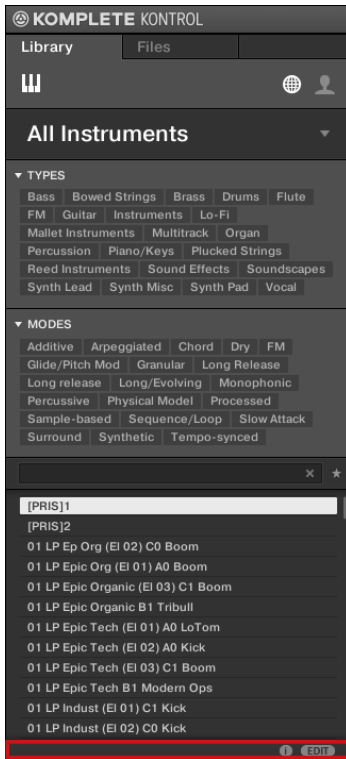 KOMPLETE KONTROL
Library Files
All Instruments
TYPES
Bass Bowed Strings Brass Drums Flute
FM Guitar Instruments Lo-Fi
Mallet Instruments Multitrack Organ
Percussion Piano/Keys Plucked Strings
Reed Instruments Sound Effects Soundscapes
Synth Lead Synth Misc Synth Pad Vocal
MODES
Additive Arpeggiated Chord Dry FM
Glide/Pitch Mod Granular Long Release
Long release Long/Evolving Monophonic
Percussive Physical Model Processed
Sample-based Sequence/Loop Slow Attack
Surround Synthetic Tempo-synced
[PRIS]1
[PRIS]2
01 LP Ep Org (El 02) C0 Boom
01 LP Epic Org (El 01) A0 Boom
01 LP Epic Organic (El 03) C1 Boom
01 LP Epic Organic B1 Tribull
01 LP Epic Tech (El 01) A0 LoTom
01 LP Epic Tech (El 02) A0 Kick
01 LP Epic Tech (El 03) C1 Boom
01 LP Epic Tech B1 Modern Ops
01 LP Indust (El 01) C1 Kick
01 LP Indust (El 02) C0 Kick
i EDIT